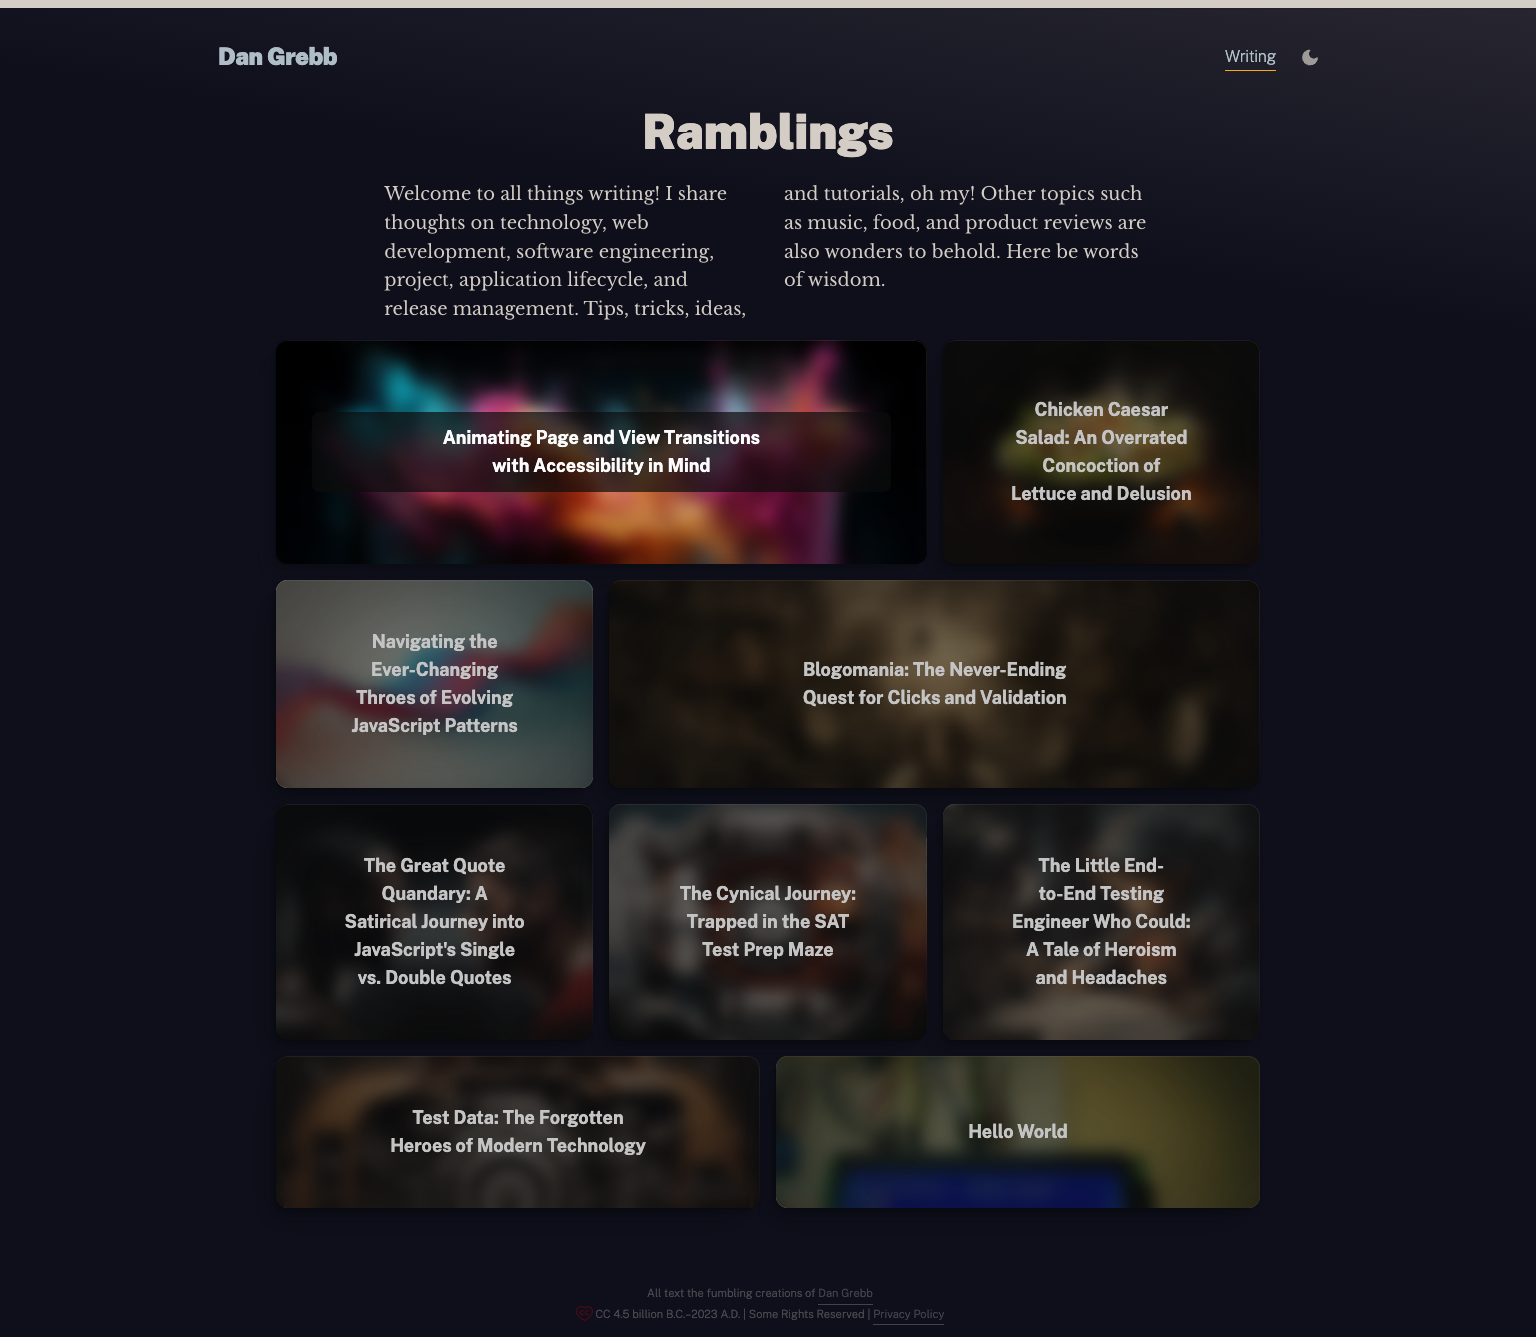 Dan Grebb
Writing
Ramblings
Welcome to all things writing! I share
thoughts on technology, web
development, software engineering,
project, application lifecycle, and
release management. Tips, tricks, ideas,
and tutorials, oh my! Other topics such
as music, food, and product reviews are
also wonders to behold. Here be words
of wisdom.
Animating Page and View Transitions
with Accessibility in Mind
Chicken Caesar
Salad: An Overrated
Concoction of
Lettuce and Delusion
Navigating the
Ever-Changing
Throes of Evolving
JavaScript Patterns
Blogomania: The Never-Ending
Quest for Clicks and Validation
The Great Quote
Quandary: A
Satirical Journey into
JavaScript's Single
vs. Double Quotes
The Cynical Journey:
Trapped in the SAT
Test Prep Maze
The Little End-
to-End Testing
Engineer Who Could:
A Tale of Heroism
and Headaches
Test Data: The Forgotten
Heroes of Modern Technology
Hello World
All text the fumbling creations of Dan Grebb
CC 4.5 billion B.C.–2023 A.D. | Some Rights Reserved | Privacy Policy